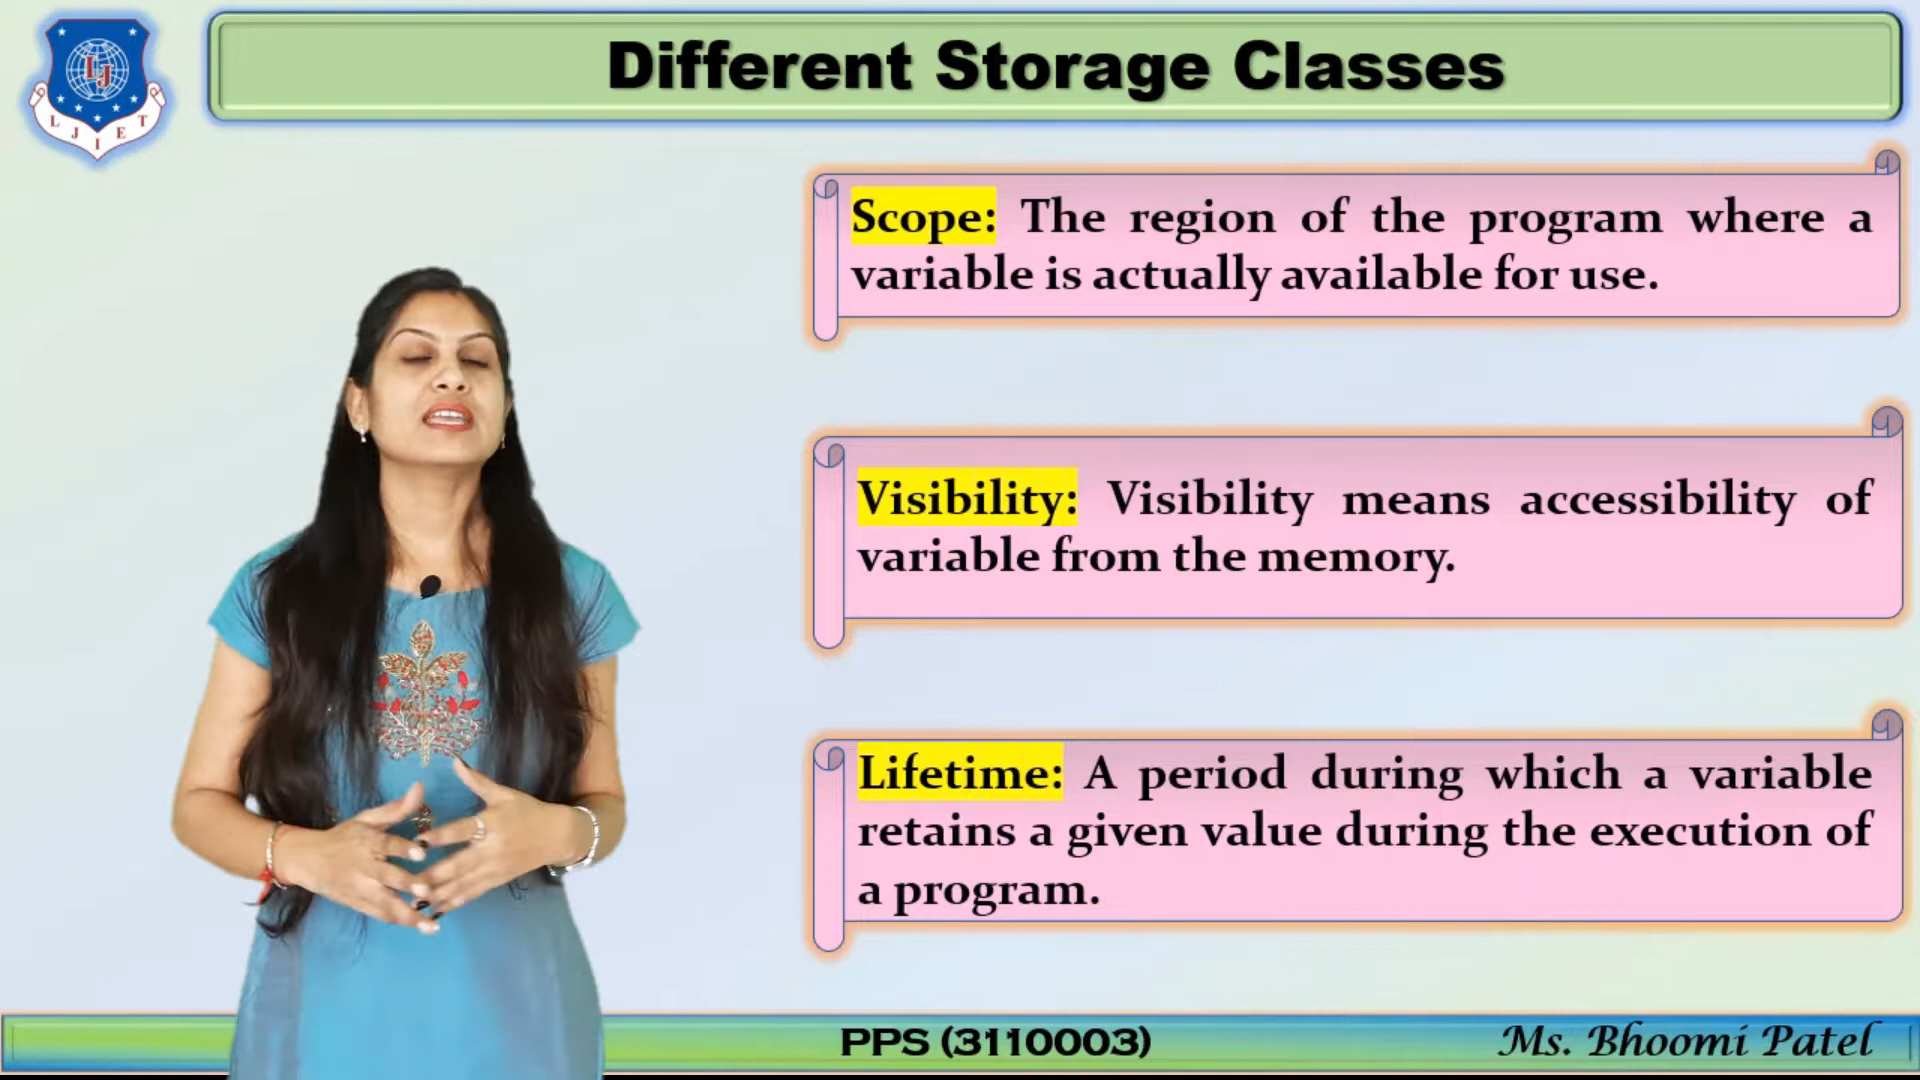 Different Storage Classes
LJ
L J I E T
Scope: The region of the program where a
variable is actually available for use.
Visibility: Visibility means accessibility of
variable from the memory.
Lifetime: A period during which a variable
retains a given value during the execution of
a program.
PPS (3110003)
Ms. Bhoomi Patel